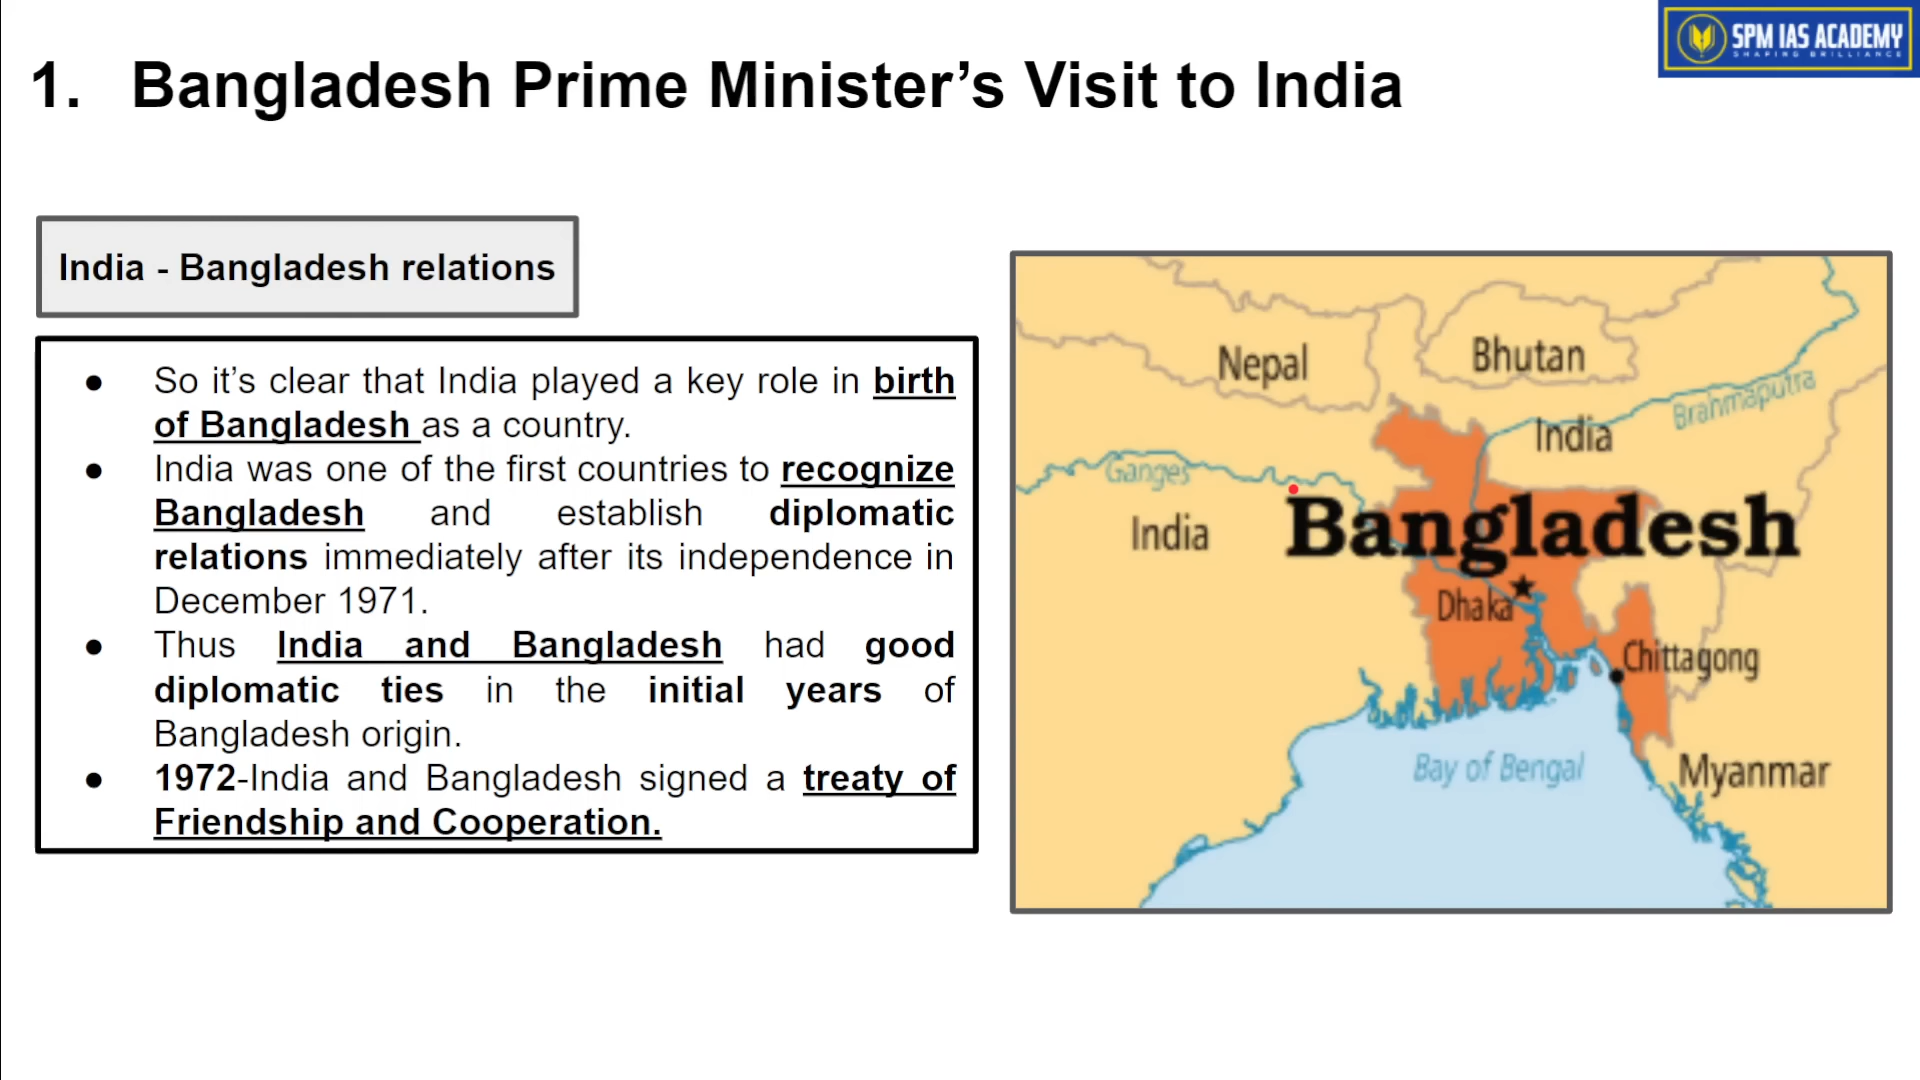 SPM IAS ACADEMY
SHAPING BRILLIANCE
1. Bangladesh Prime Minister’s Visit to India
India - Bangladesh relations
● So it’s clear that India played a key role in birth
of Bangladesh as a country.
● India was one of the first countries to recognize
Bangladesh and establish diplomatic
relations immediately after its independence in
December 1971.
● Thus India and Bangladesh had good
diplomatic ties in the initial years of
Bangladesh origin.
● 1972-India and Bangladesh signed a treaty of
Friendship and Cooperation.
Nepal
Bhutan
Brahmaputra
India
Ganges
Bangladesh
India
Dhaka
Chittagong
Bay of Bengal
Myanmar